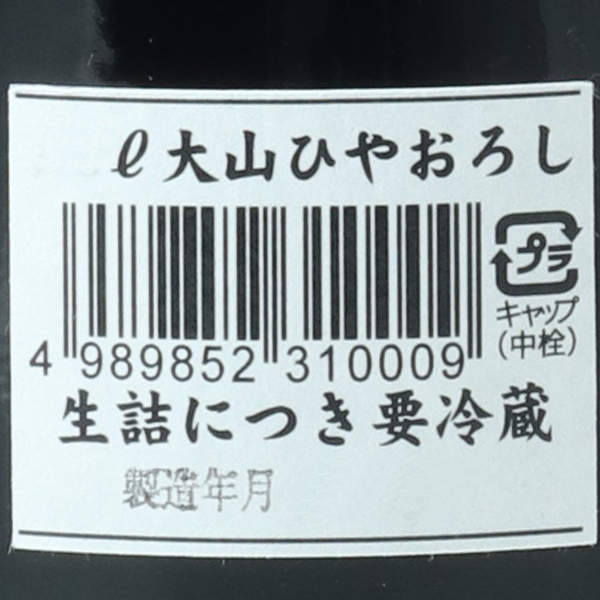 ℓ大山ひやおろし
プラ
キャップ
(中栓)
4 989852 310009
生詰につき要冷蔵
製造年月